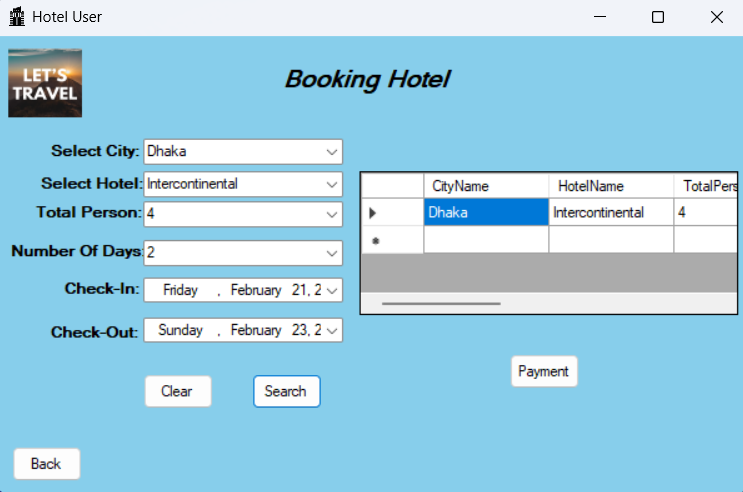 Hotel User
LET'S
TRAVEL
Booking Hotel
Select City: Dhaka
Select Hotel: Intercontinental
Total Person: 4
Number Of Days: 2
Check-In: Friday , February 21, 2
Check-Out: Sunday , February 23, 2
Clear Search
Back
CityName HotelName TotalPers
Dhaka Intercontinental 4
Payment